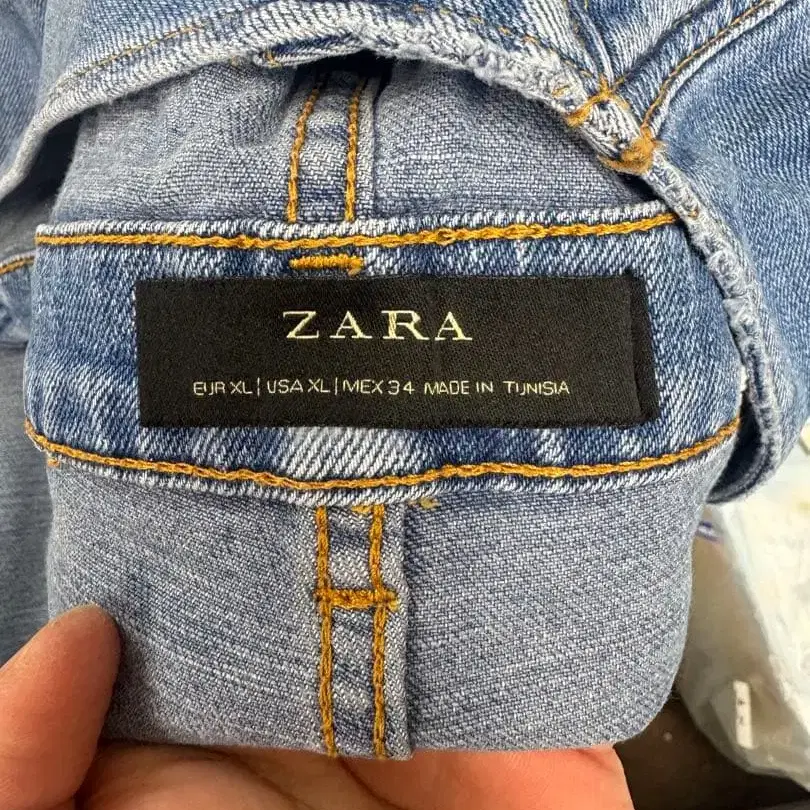 ZARA
EUR XL | USA XL | MEX 34 MADE IN TUNISIA